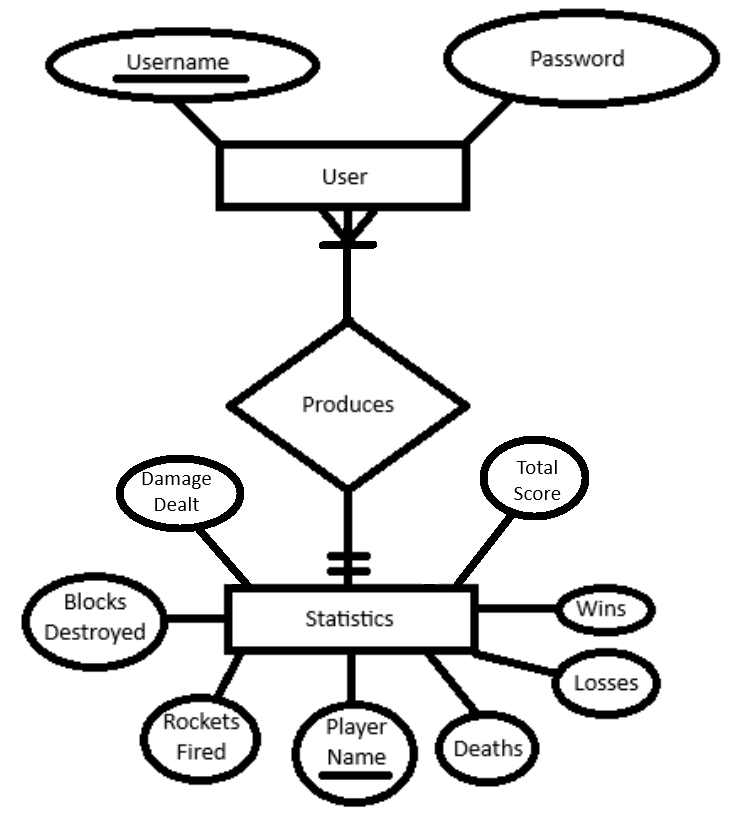 Username
Password
User
Produces
Damage
Dealt
Total
Score
Blocks
Destroyed
Statistics
Wins
Losses
Rockets
Fired
Player
Name
Deaths